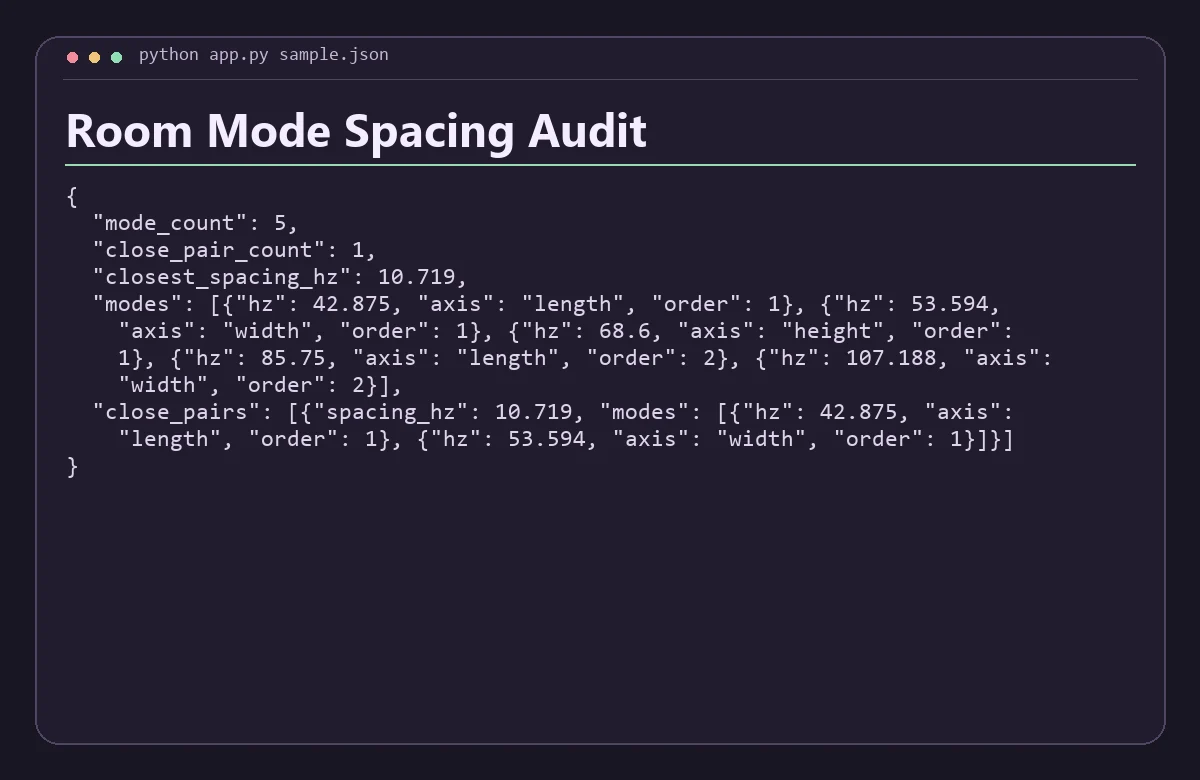 python app.py sample.json
Room Mode Spacing Audit
{
  "mode_count": 5,
  "close_pair_count": 1,
  "closest_spacing_hz": 10.719,
  "modes": [{"hz": 42.875, "axis": "length", "order": 1}, {"hz": 53.594,
    "axis": "width", "order": 1}, {"hz": 68.6, "axis": "height", "order":
    1}, {"hz": 85.75, "axis": "length", "order": 2}, {"hz": 107.188, "axis":
    "width", "order": 2}],
  "close_pairs": [{"spacing_hz": 10.719, "modes": [{"hz": 42.875, "axis":
    "length", "order": 1}, {"hz": 53.594, "axis": "width", "order": 1}]}]
}